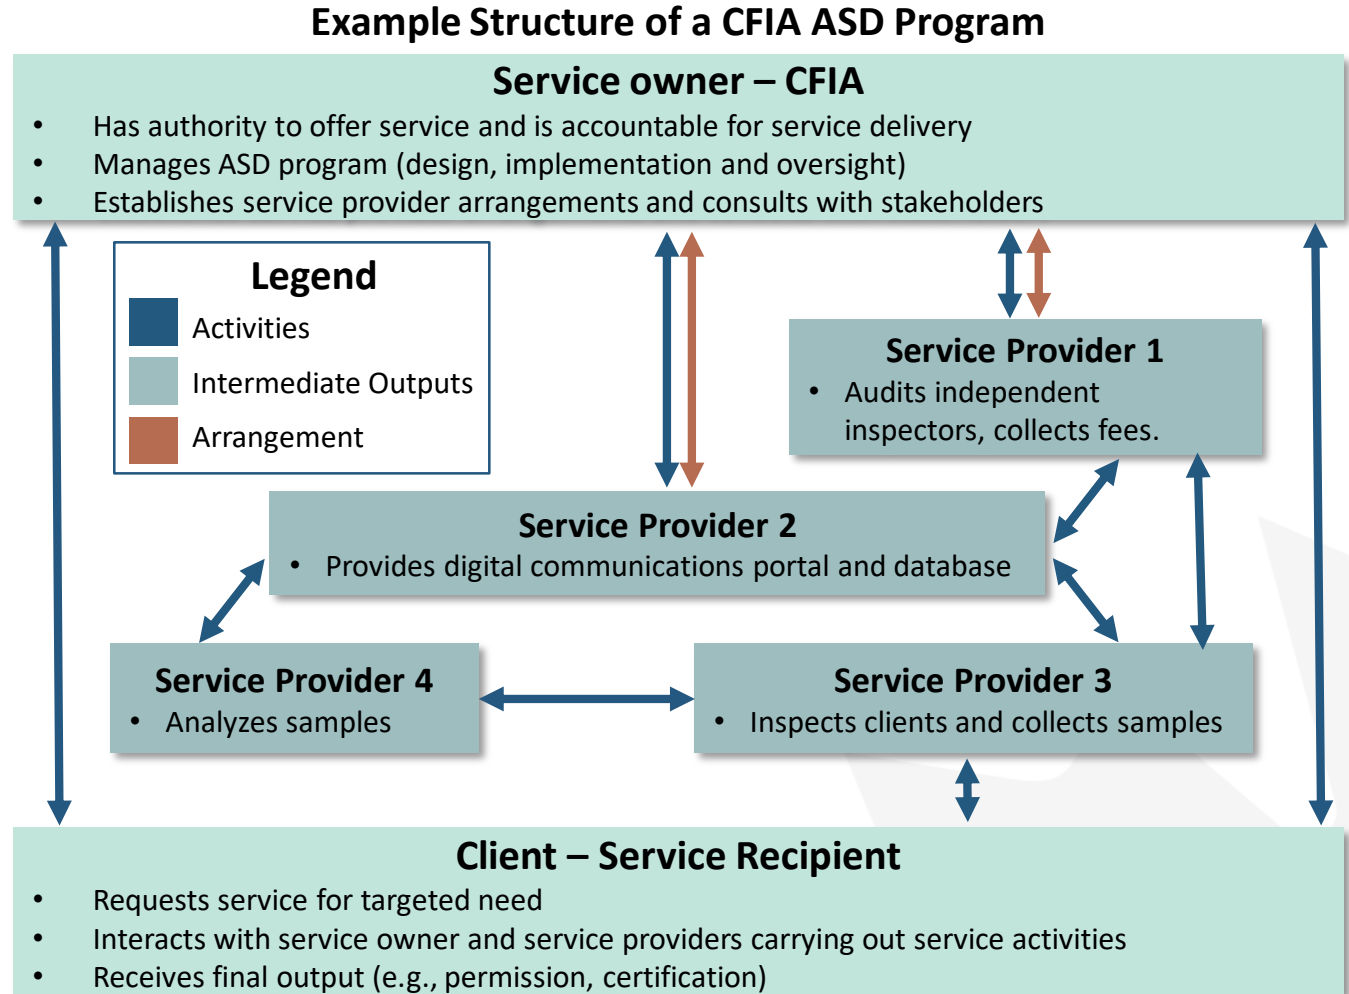 Example Structure of a CFIA ASD Program
Service owner – CFIA
• Has authority to offer service and is accountable for service delivery
• Manages ASD program (design, implementation and oversight)
• Establishes service provider arrangements and consults with stakeholders
Legend
Activities
Intermediate Outputs
Arrangement
Service Provider 1
• Audits independent
inspectors, collects fees.
Service Provider 2
• Provides digital communications portal and database
Service Provider 4
• Analyzes samples
Service Provider 3
• Inspects clients and collects samples
Client – Service Recipient
• Requests service for targeted need
• Interacts with service owner and service providers carrying out service activities
• Receives final output (e.g., permission, certification)